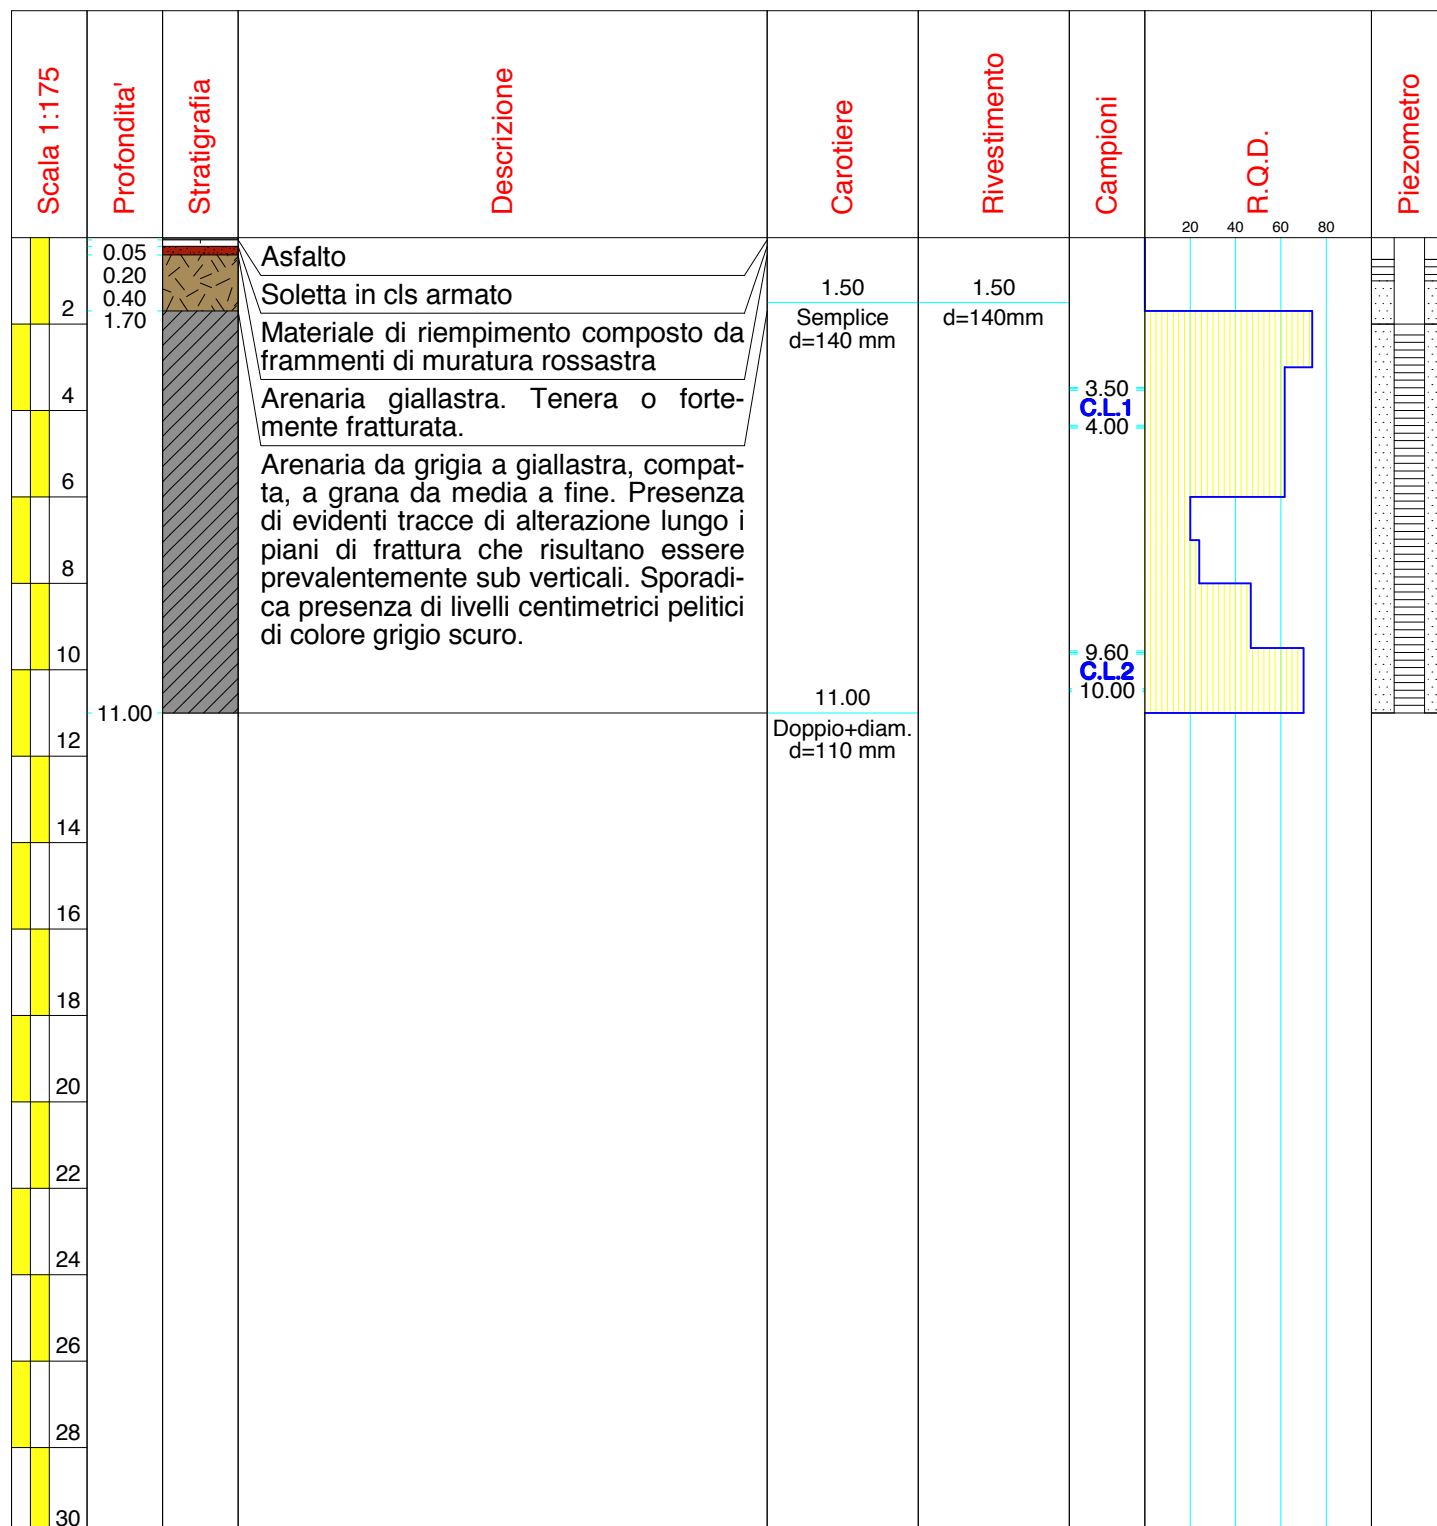 Scala 1:175
Profondita'
Stratigrafia
Descrizione
Carotiere
Rivestimento
Campioni
R.Q.D.
Piezometro
20 40 60 80
0.05
0.20
0.40
1.70
11.00
Asfalto
Soletta in cls armato
Materiale di riempimento composto da
frammenti di muratura rossastra
Arenaria giallastra. Tenera o forte-
mente fratturata.
Arenaria da grigia a giallastra, compat-
ta, a grana da media a fine. Presenza
di evidenti tracce di alterazione lungo i
piani di frattura che risultano essere
prevalentemente sub verticali. Sporadi-
ca presenza di livelli centimetrici pelitici
di colore grigio scuro.
1.50
Semplice
d=140 mm
11.00
Doppio+diam.
d=110 mm
1.50
d=140mm
3.50
C.L.1
4.00
9.60
C.L.2
10.00
2
4
6
8
10
12
14
16
18
20
22
24
26
28
30